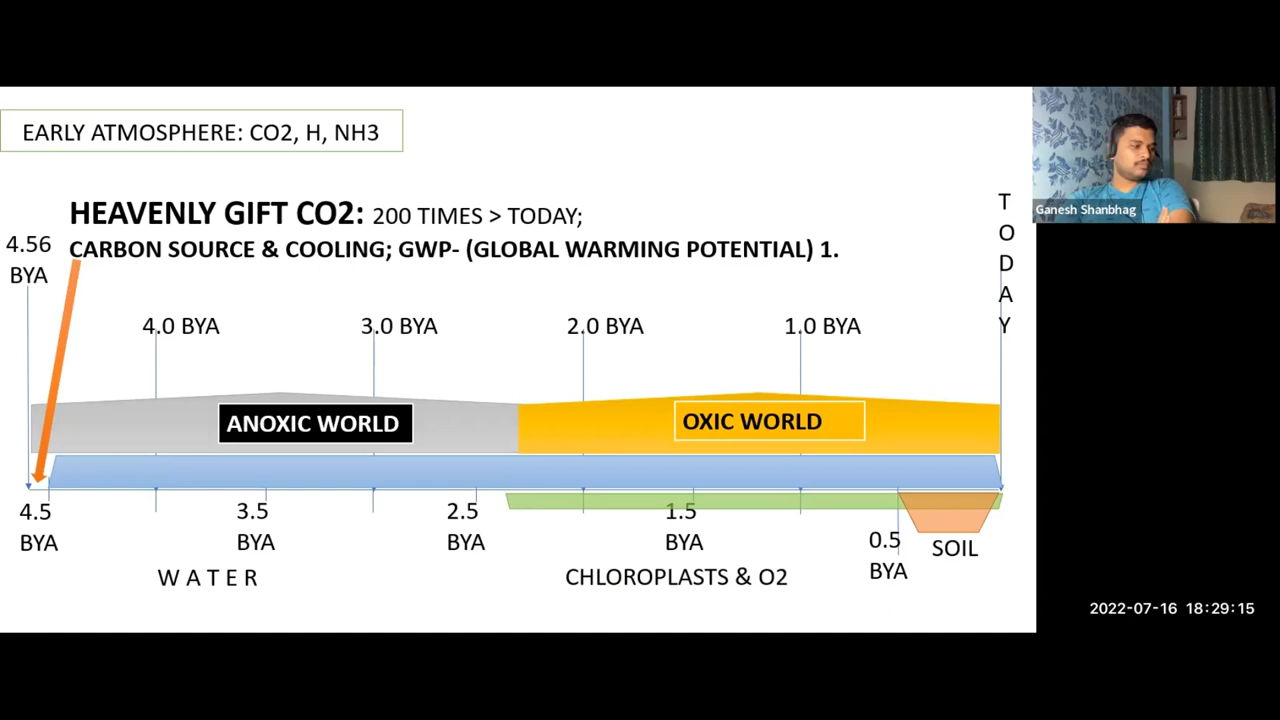 EARLY ATMOSPHERE: CO2, H, NH3
HEAVENLY GIFT CO2: 200 TIMES > TODAY;
CARBON SOURCE & COOLING; GWP- (GLOBAL WARMING POTENTIAL) 1.
4.56
BYA
T
O
D
A
Y
Ganesh Shanbhag
4.0 BYA
3.0 BYA
2.0 BYA
1.0 BYA
ANOXIC WORLD
OXIC WORLD
4.5
BYA
3.5
BYA
2.5
BYA
1.5
BYA
0.5
BYA
SOIL
W A T E R
CHLOROPLASTS & O2
2022-07-16 18:29:15